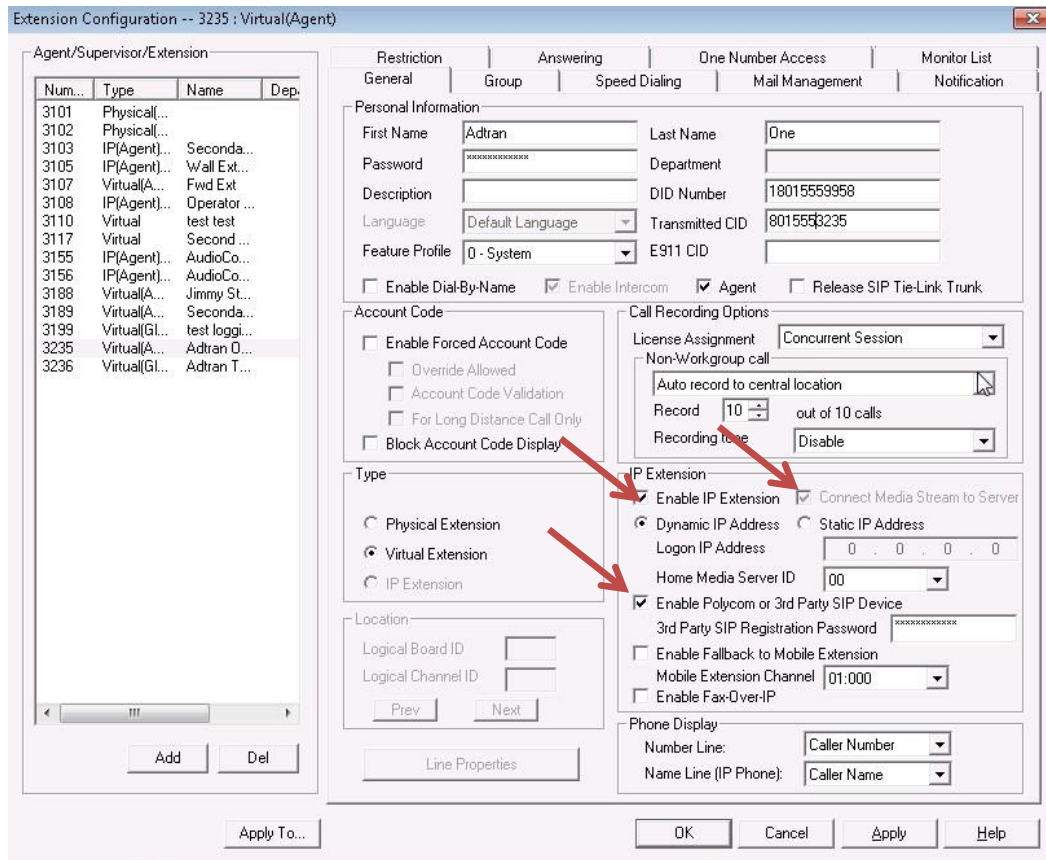 Extension Configuration -- 3235 : Virtual(Agent)
Agent/Supervisor/Extension
Num... Type Name Dep
3101 Physical(...
3102 Physical(...
3103 IP(Agent)... Seconda...
3105 IP(Agent)... Wall Ext...
3107 Virtual(A... Fwd Ext
3108 IP(Agent)... Operator ...
3110 Virtual test test
3117 Virtual Second ...
3155 IP(Agent)... AudioCo...
3156 IP(Agent)... AudioCo...
3188 Virtual(A... Jimmy St...
3189 Virtual(A... Seconda...
3199 Virtual(Gl... test loggi...
3235 Virtual(A... Adtran O...
3236 Virtual(Gl... Adtran T...
Add Del
Apply To...
Restriction Answering One Number Access Monitor List
General Group Speed Dialing Mail Management Notification
Personal Information
First Name Adtran Last Name One
Password xxxxxxxxxxxx Department
Description DID Number 18015559958
Language Default Language Transmitted CID 8015553235
Feature Profile 0 - System E911 CID
Enable Dial-By-Name Enable Intercom Agent Release SIP Tie-Link Trunk
Account Code
Enable Forced Account Code
Override Allowed
Account Code Validation
For Long Distance Call Only
Block Account Code Display
Call Recording Options
License Assignment Concurrent Session
Non-Workgroup call
Auto record to central location
Record 10 out of 10 calls
Recording tone Disable
Type
Physical Extension
Virtual Extension
IP Extension
Location
Logical Board ID
Logical Channel ID
Prev Next
Line Properties
IP Extension
Enable IP Extension Connect Media Stream to Server
Dynamic IP Address Static IP Address
Logon IP Address 0 . 0 . 0 . 0
Home Media Server ID 00
Enable Polycom or 3rd Party SIP Device
3rd Party SIP Registration Password xxxxxxxxxxxx
Enable Fallback to Mobile Extension
Mobile Extension Channel 01:000
Enable Fax-Over-IP
Phone Display
Number Line: Caller Number
Name Line (IP Phone): Caller Name
OK Cancel Apply Help